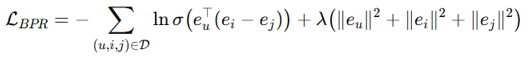 $\mathcal{L}_{BPR} = - \sum_{(u,i,j) \in \mathcal{D}} \ln \sigma \left( e_u^\top (e_i - e_j) \right) + \lambda \left( \|e_u\|^2 + \|e_i\|^2 + \|e_j\|^2 \right)$